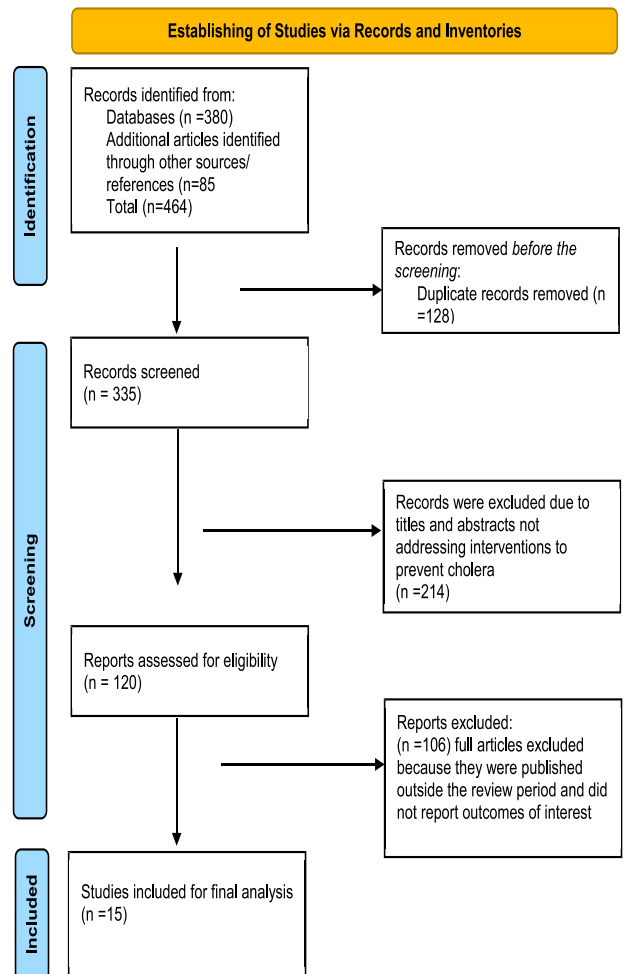 Establishing of Studies via Records and Inventories
Identification
Records identified from:
Databases (n =380)
Additional articles identified
through other sources/
references (n=85
Total (n=464)
Records removed before the
screening:
Duplicate records removed (n
=128)
Screening
Records screened
(n = 335)
Records were excluded due to
titles and abstracts not
addressing interventions to
prevent cholera
(n =214)
Reports assessed for eligibility
(n = 120)
Reports excluded:
(n =106) full articles excluded
because they were published
outside the review period and did
not report outcomes of interest
Included
Studies included for final analysis
(n =15)